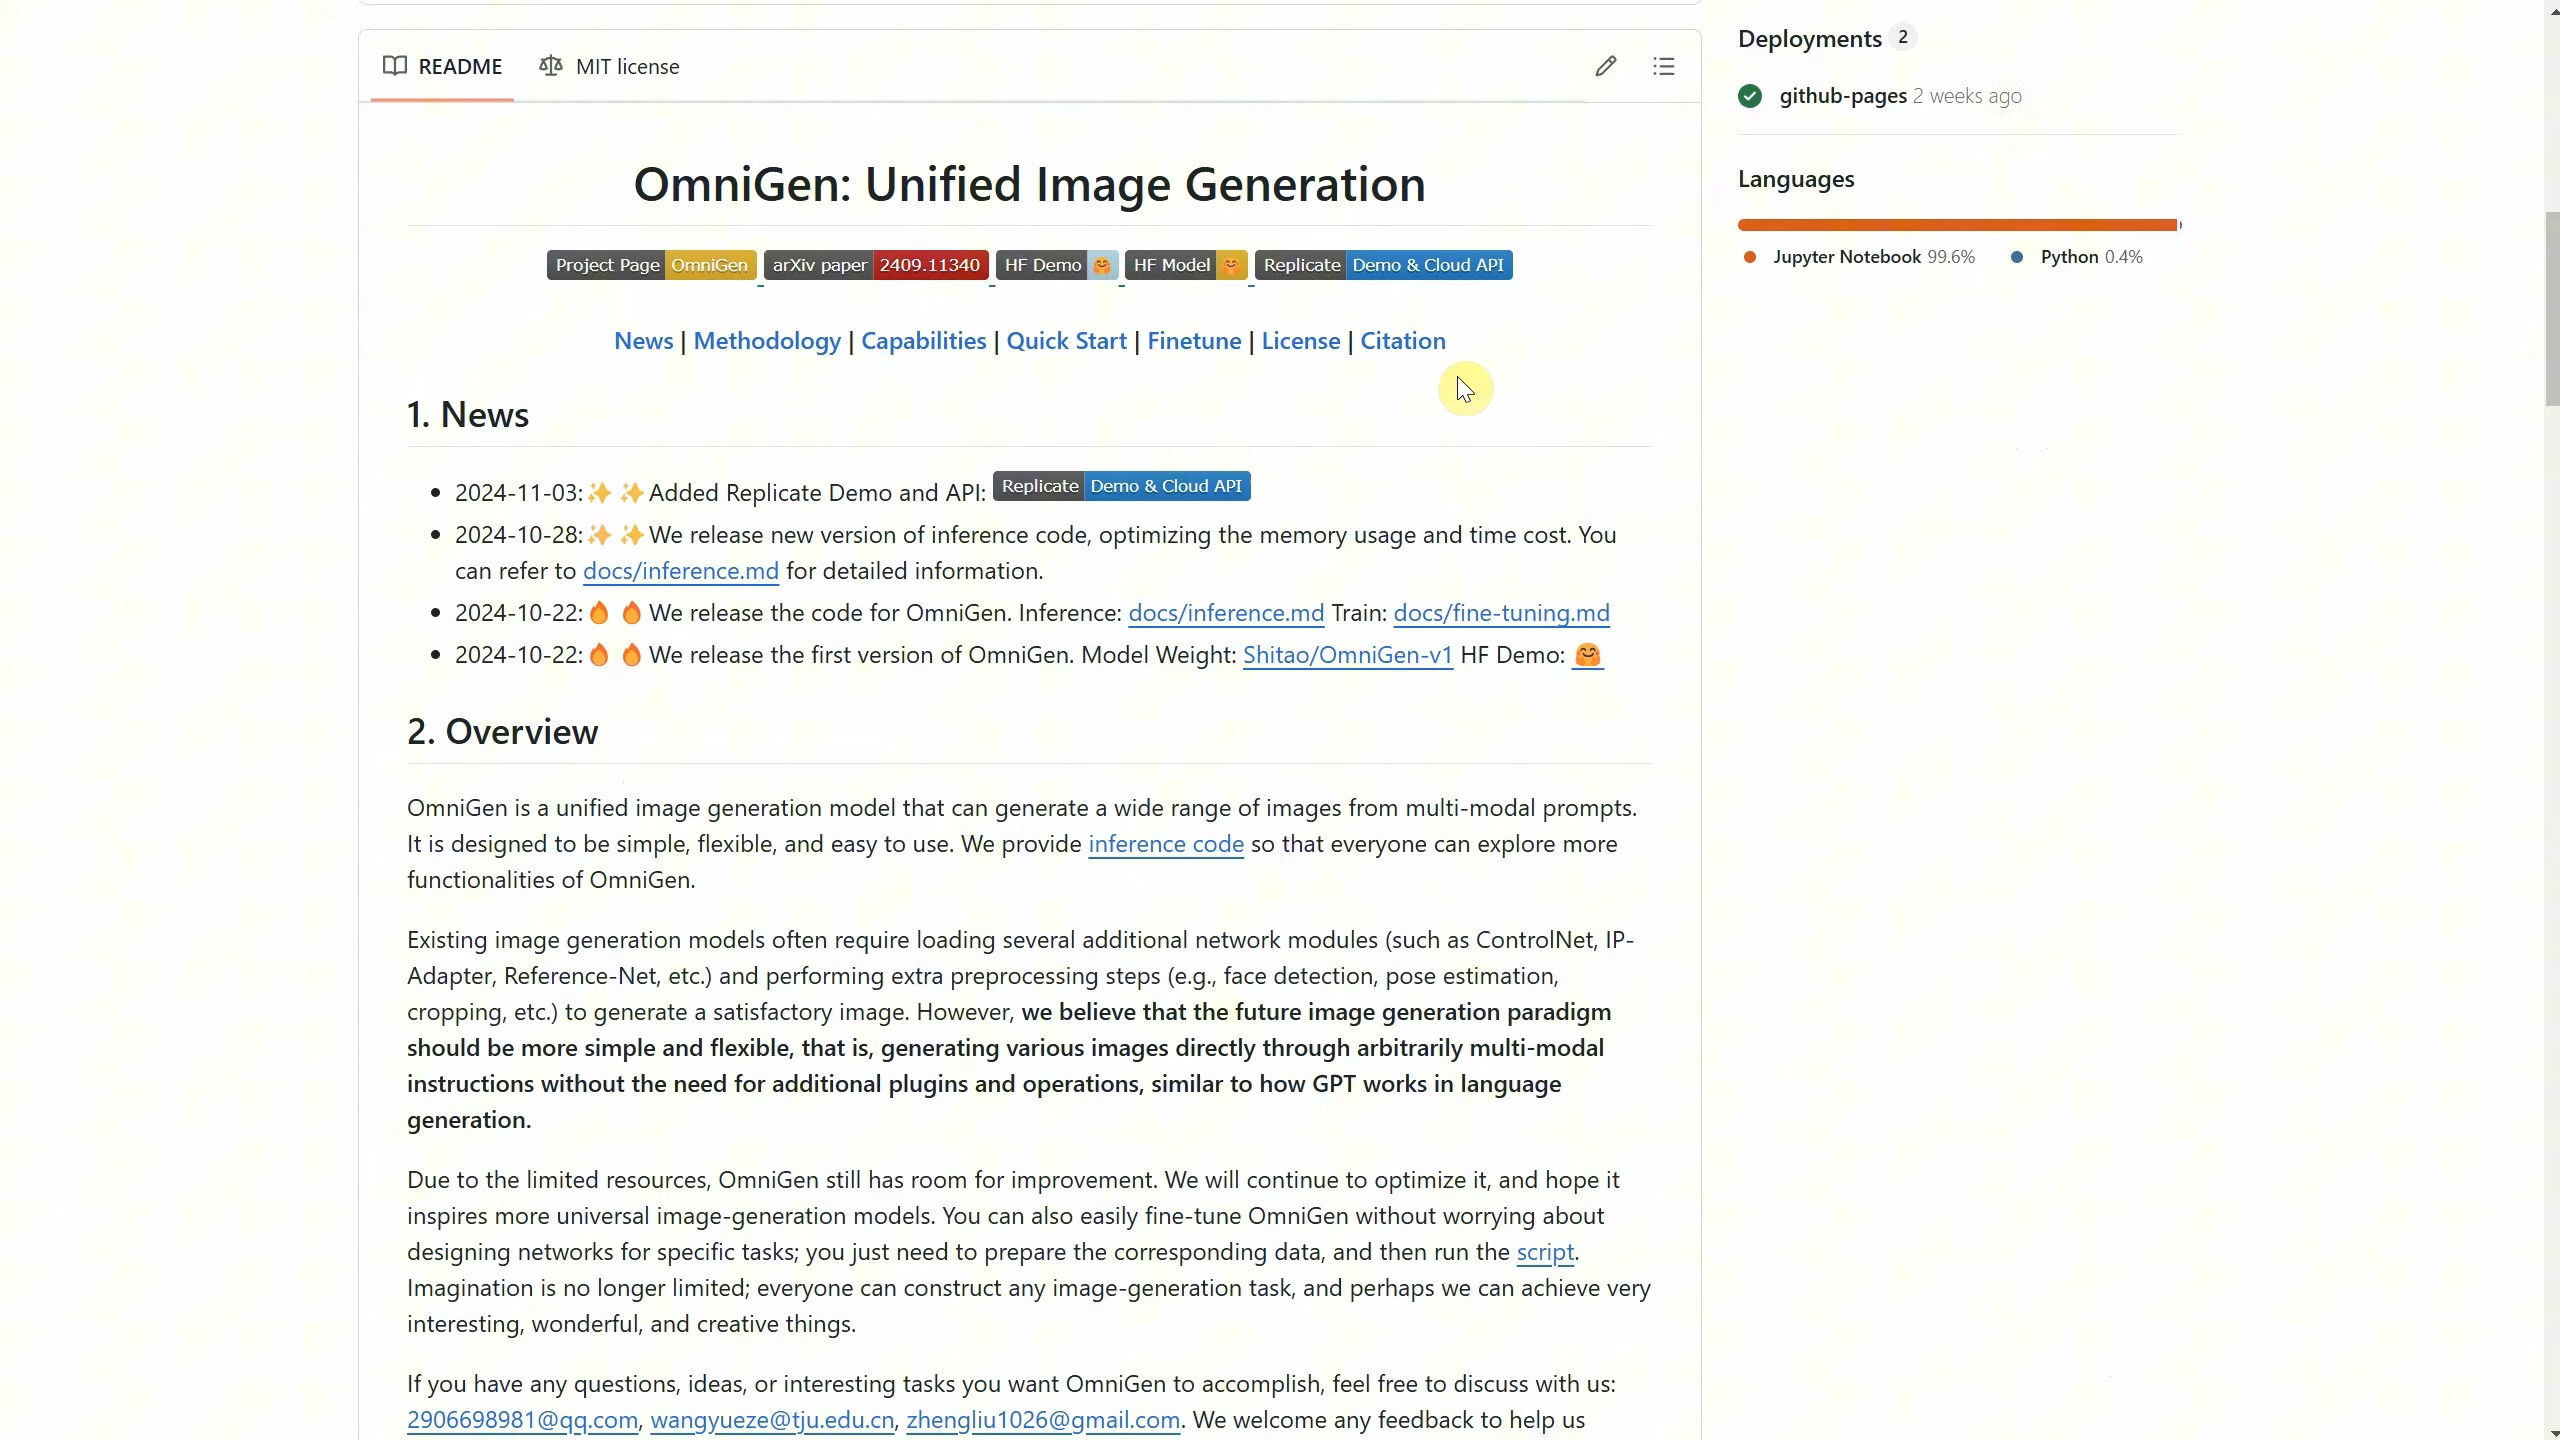 README MIT license
OmniGen: Unified Image Generation
Project Page OmniGen arXiv paper 2409.11340 HF Demo 🤗 HF Model 🤗 Replicate Demo & Cloud API
News | Methodology | Capabilities | Quick Start | Finetune | License | Citation
1. News
• 2024-11-03:✨ ✨Added Replicate Demo and API: Replicate Demo & Cloud API
• 2024-10-28:✨ ✨We release new version of inference code, optimizing the memory usage and time cost. You
can refer to docs/inference.md for detailed information.
• 2024-10-22:🔥 🔥We release the code for OmniGen. Inference: docs/inference.md Train: docs/fine-tuning.md
• 2024-10-22:🔥 🔥We release the first version of OmniGen. Model Weight: Shitao/OmniGen-v1 HF Demo: 🤗
2. Overview
OmniGen is a unified image generation model that can generate a wide range of images from multi-modal prompts.
It is designed to be simple, flexible, and easy to use. We provide inference code so that everyone can explore more
functionalities of OmniGen.
Existing image generation models often require loading several additional network modules (such as ControlNet, IP-
Adapter, Reference-Net, etc.) and performing extra preprocessing steps (e.g., face detection, pose estimation,
cropping, etc.) to generate a satisfactory image. However, we believe that the future image generation paradigm
should be more simple and flexible, that is, generating various images directly through arbitrarily multi-modal
instructions without the need for additional plugins and operations, similar to how GPT works in language
generation.
Due to the limited resources, OmniGen still has room for improvement. We will continue to optimize it, and hope it
inspires more universal image-generation models. You can also easily fine-tune OmniGen without worrying about
designing networks for specific tasks; you just need to prepare the corresponding data, and then run the script.
Imagination is no longer limited; everyone can construct any image-generation task, and perhaps we can achieve very
interesting, wonderful, and creative things.
If you have any questions, ideas, or interesting tasks you want OmniGen to accomplish, feel free to discuss with us:
2906698981@qq.com, wangyueze@tju.edu.cn, zhengliu1026@gmail.com. We welcome any feedback to help us
Deployments 2
github-pages 2 weeks ago
Languages
Jupyter Notebook 99.6% Python 0.4%